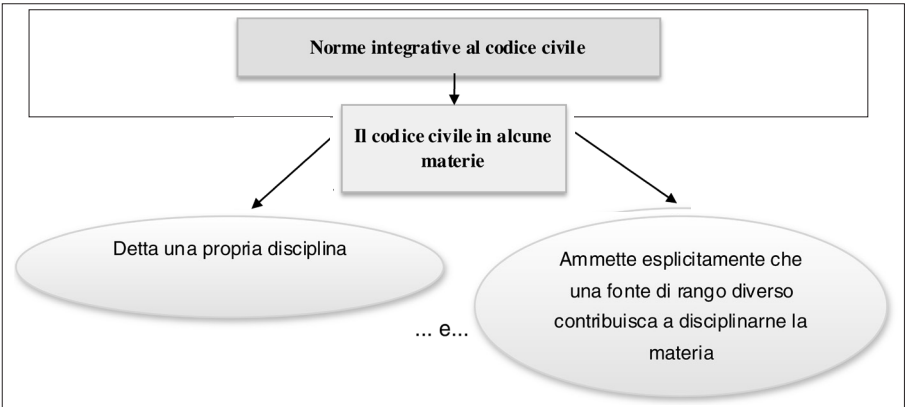 Norme integrative al codice civile
Il codice civile in alcune
materie
Detta una propria disciplina
Ammette esplicitamente che
una fonte di rango diverso
contribuisca a disciplinarne la
materia
... e...